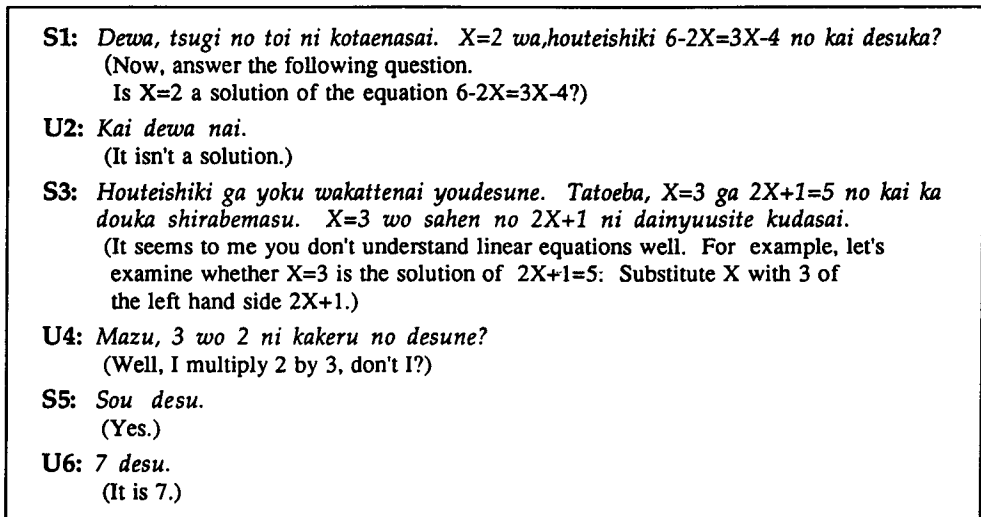 S1: Dewa, tsugi no toi ni kotaenasai. X=2 wa,houteishiki 6-2X=3X-4 no kai desuka?
(Now, answer the following question.
Is X=2 a solution of the equation 6-2X=3X-4?)
U2: Kai dewa nai.
(It isn't a solution.)
S3: Houteishiki ga yoku wakattenai youdesune. Tatoeba, X=3 ga 2X+1=5 no kai ka
douka shirabemasu. X=3 wo sahen no 2X+1 ni dainyuusite kudasai.
(It seems to me you don't understand linear equations well. For example, let's
examine whether X=3 is the solution of 2X+1=5: Substitute X with 3 of
the left hand side 2X+1.)
U4: Mazu, 3 wo 2 ni kakeru no desune?
(Well, I multiply 2 by 3, don't I?)
S5: Sou desu.
(Yes.)
U6: 7 desu.
(It is 7.)